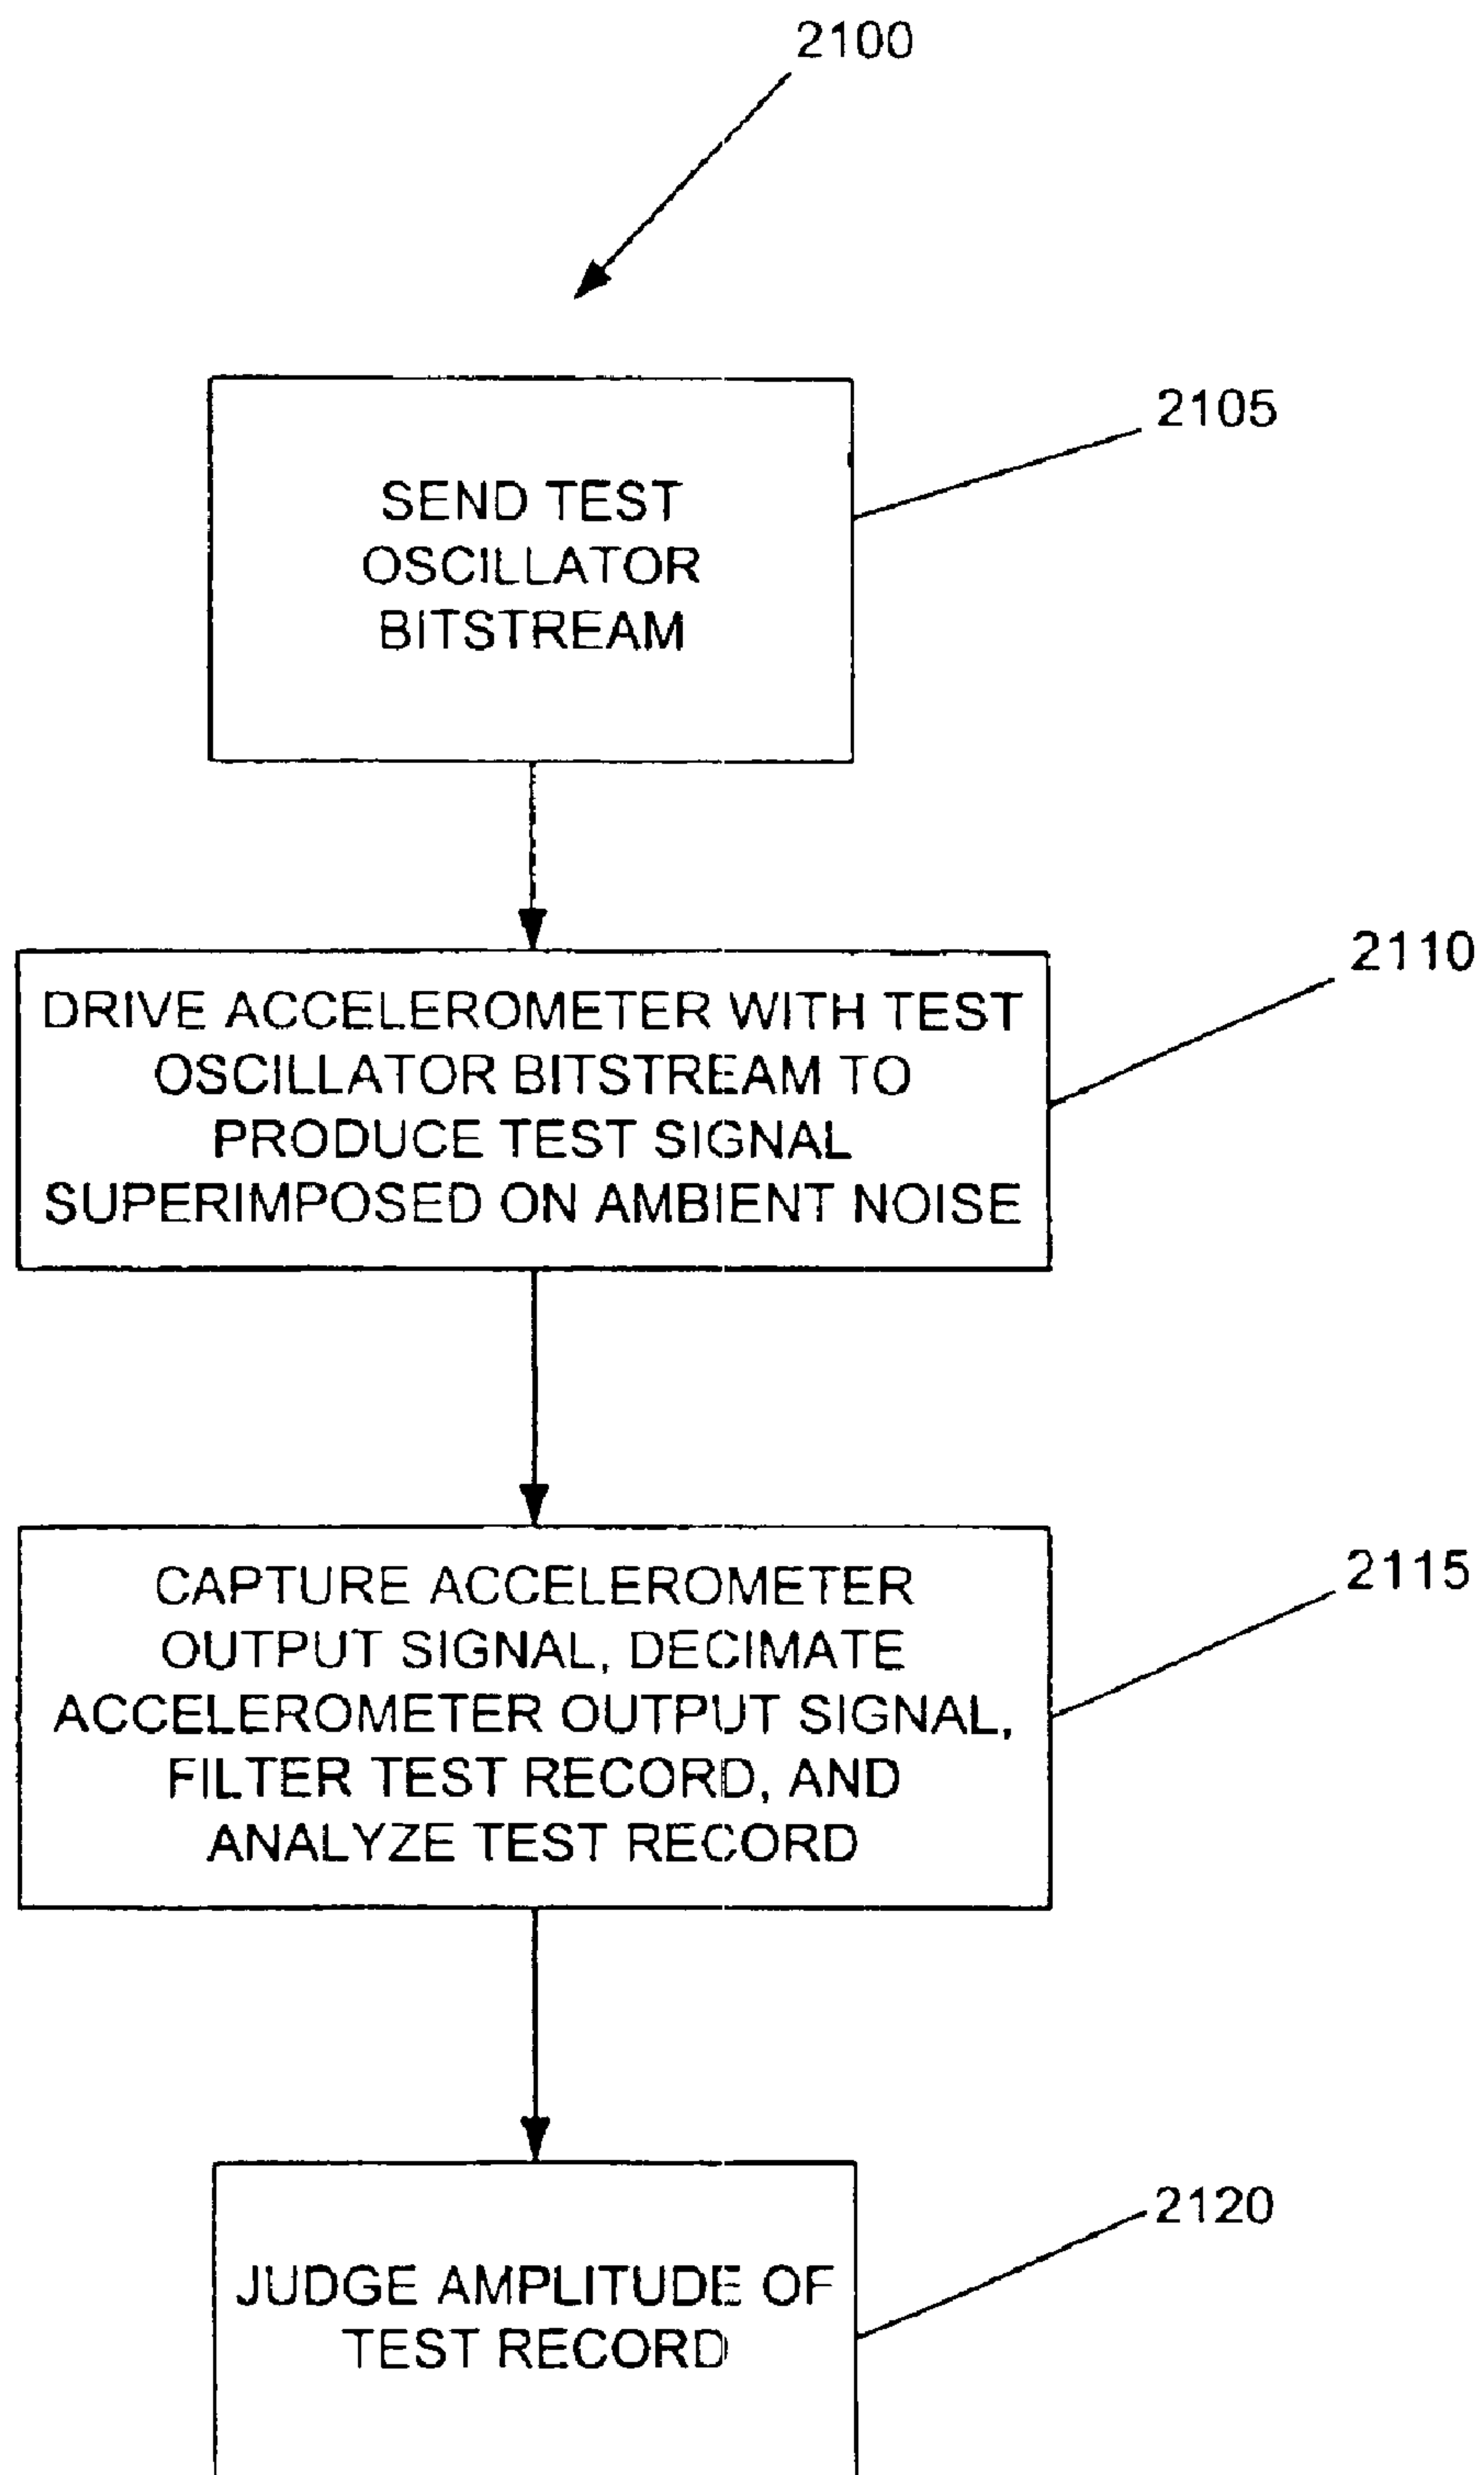 2100
2105
SEND TEST
OSCILLATOR
BITSTREAM
2110
DRIVE ACCELEROMETER WITH TEST
OSCILLATOR BITSTREAM TO
PRODUCE TEST SIGNAL
SUPERIMPOSED ON AMBIENT NOISE
2115
CAPTURE ACCELEROMETER
OUTPUT SIGNAL, DECIMATE
ACCELEROMETER OUTPUT SIGNAL,
FILTER TEST RECORD, AND
ANALYZE TEST RECORD
2120
JUDGE AMPLITUDE OF
TEST RECORD